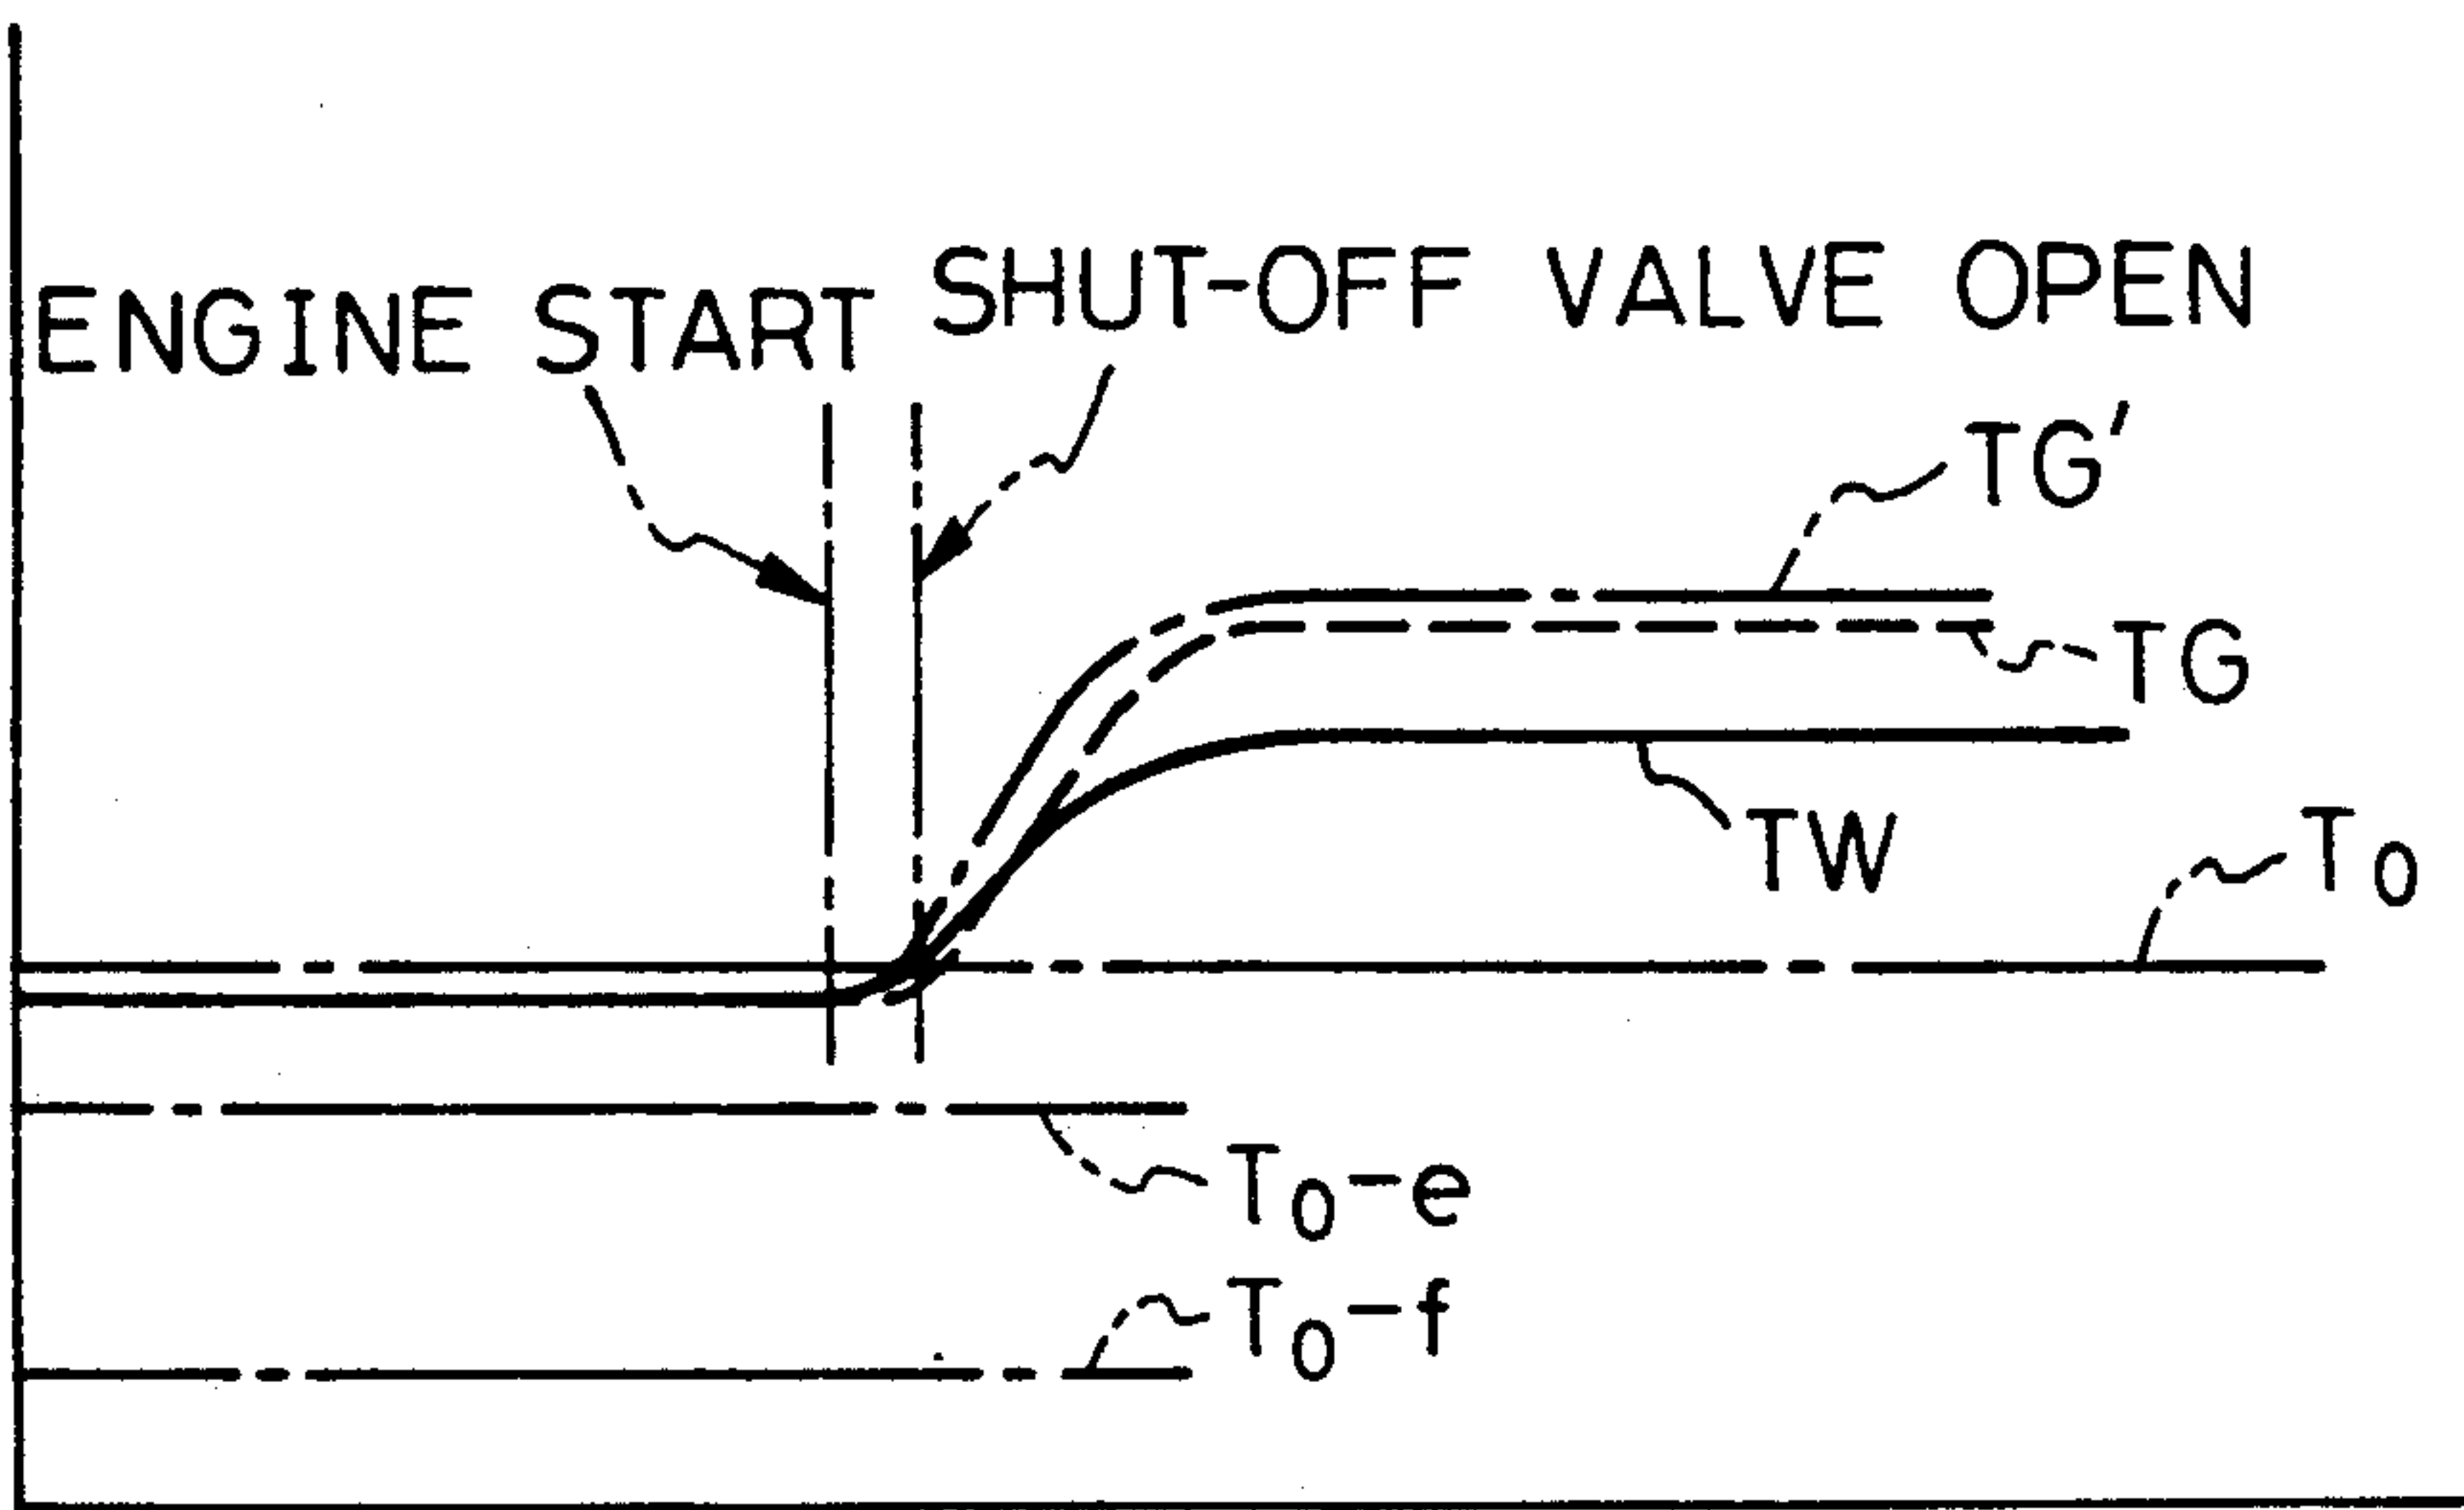 SHUT-OFF VALVE OPEN
ENGINE START
TG′
TG
TW
T₀
T₀-e
T₀-f